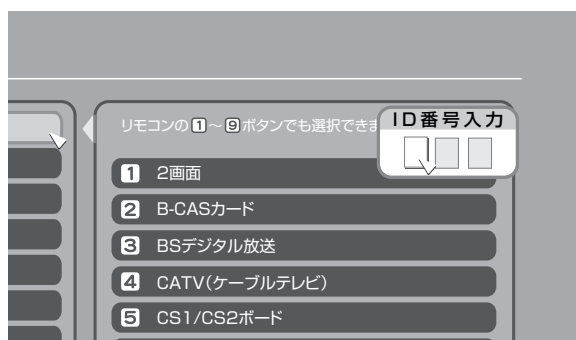 リモコンの1～9ボタンでも選択できま
ID番号入力
1 2画面
2 B-CASカード
3 BSデジタル放送
4 CATV（ケーブルテレビ）
5 CS1/CS2ボード